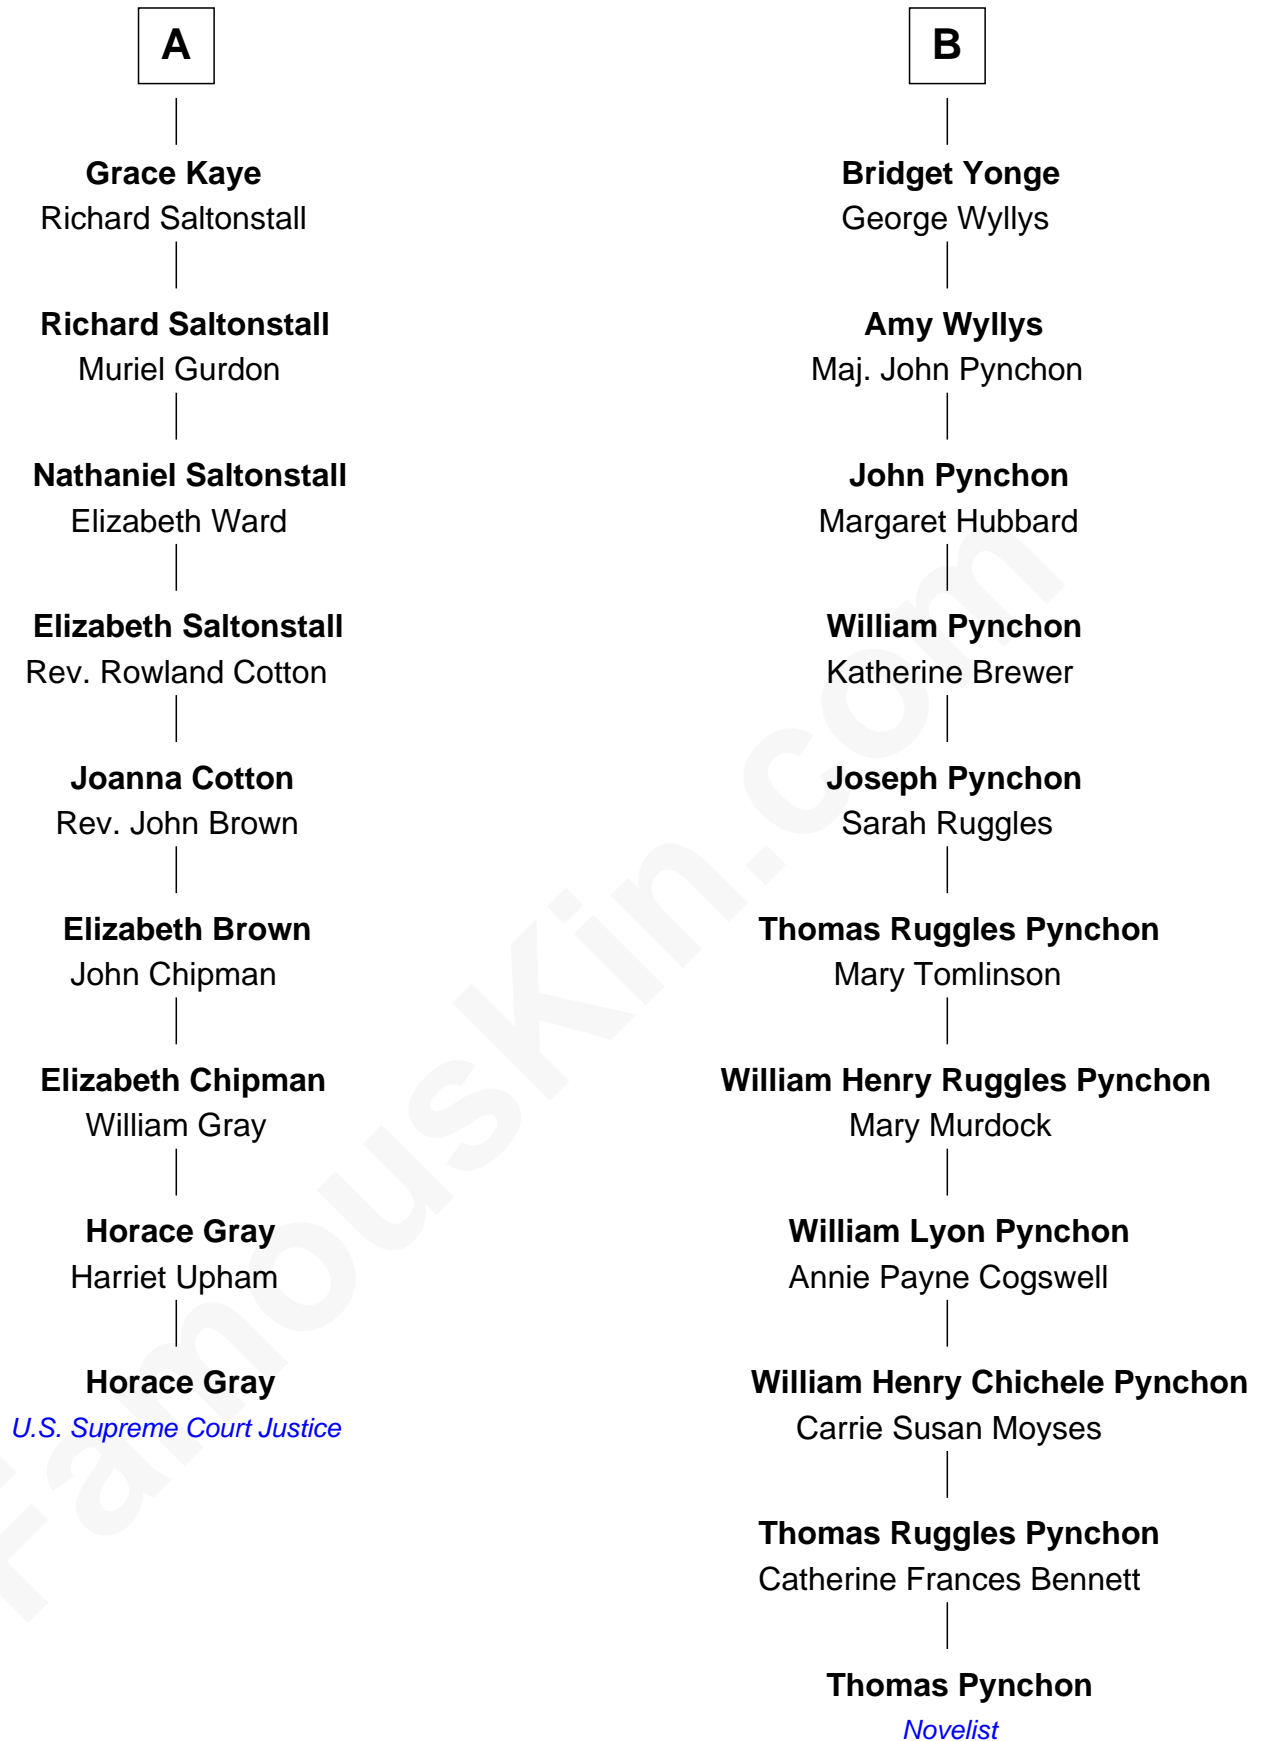 A
Grace Kaye
Richard Saltonstall
Richard Saltonstall
Muriel Gurdon
Nathaniel Saltonstall
Elizabeth Ward
Elizabeth Saltonstall
Rev. Rowland Cotton
Joanna Cotton
Rev. John Brown
Elizabeth Brown
John Chipman
Elizabeth Chipman
William Gray
Horace Gray
Harriet Upham
Horace Gray
U.S. Supreme Court Justice
B
Bridget Yonge
George Wyllys
Amy Wyllys
Maj. John Pynchon
John Pynchon
Margaret Hubbard
William Pynchon
Katherine Brewer
Joseph Pynchon
Sarah Ruggles
Thomas Ruggles Pynchon
Mary Tomlinson
William Henry Ruggles Pynchon
Mary Murdock
William Lyon Pynchon
Annie Payne Cogswell
William Henry Chichele Pynchon
Carrie Susan Moyses
Thomas Ruggles Pynchon
Catherine Frances Bennett
Thomas Pynchon
Novelist
FamousKin.com